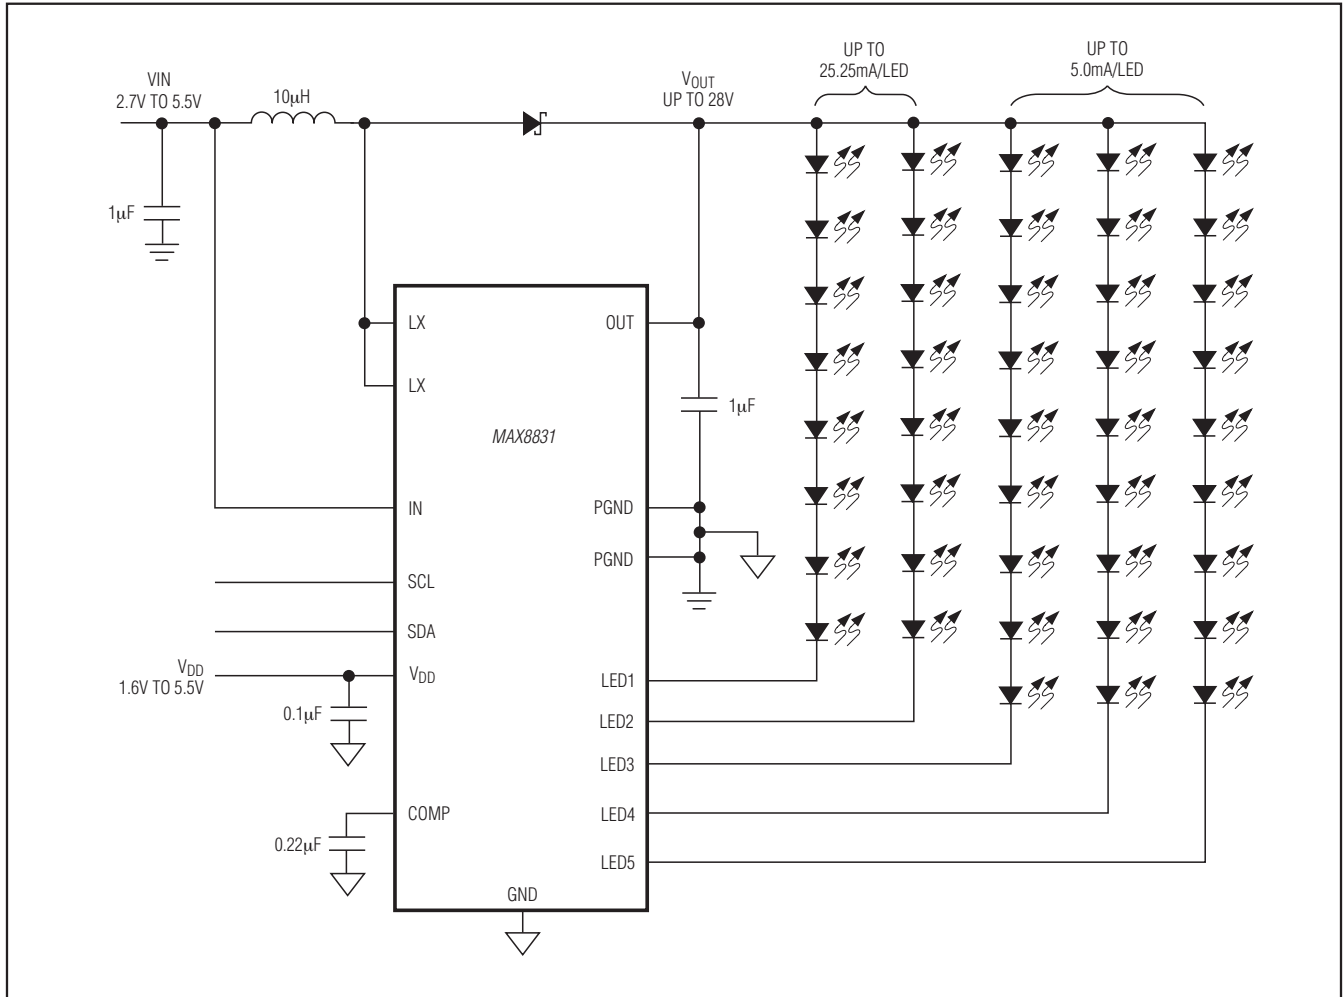 VIN
2.7V TO 5.5V
10μH
VOUT
UP TO 28V
UP TO
25.25mA/LED
UP TO
5.0mA/LED
1μF
LX
OUT
LX
1μF
MAX8831
IN
PGND
PGND
SCL
SDA
VDD
1.6V TO 5.5V
VDD
LED1
0.1μF
LED2
LED3
COMP
LED4
0.22μF
LED5
GND